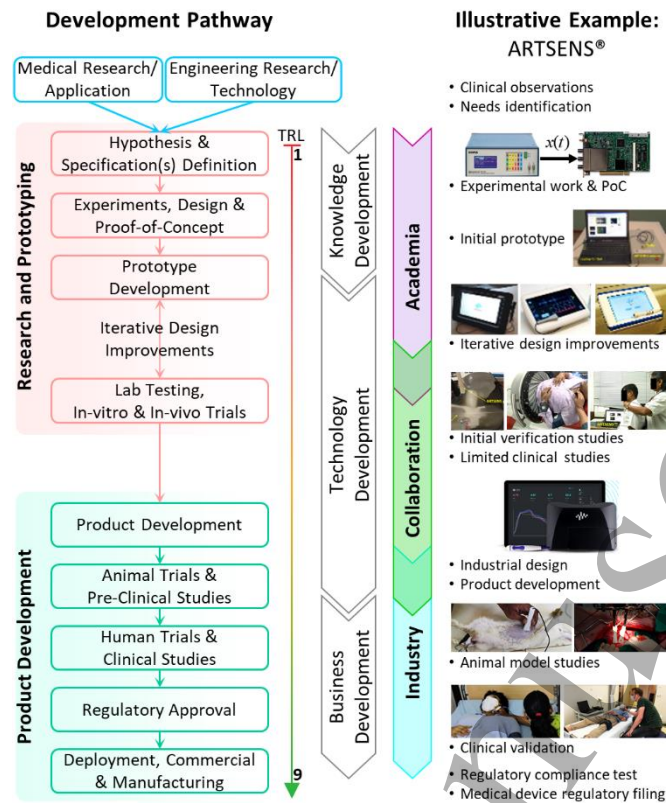 Development Pathway
Medical Research/
Application
Engineering Research/
Technology
Research and Prototyping
Hypothesis &
Specification(s) Definition
Experiments, Design &
Proof-of-Concept
Prototype
Development
Iterative Design
Improvements
Lab Testing,
In-vitro & In-vivo Trials
Product Development
Product Development
Animal Trials &
Pre-Clinical Studies
Human Trials &
Clinical Studies
Regulatory Approval
Deployment, Commercial
& Manufacturing
TRL
1
9
Knowledge
Development
Technology
Development
Business
Development
Academia
Collaboration
Industry
Illustrative Example:
ARTSENS®
• Clinical observations
• Needs identification
x(t)
• Experimental work & PoC
• Initial prototype
• Iterative design improvements
• Initial verification studies
• Limited clinical studies
• Industrial design
• Product development
• Animal model studies
• Clinical validation
• Regulatory compliance test
• Medical device regulatory filing